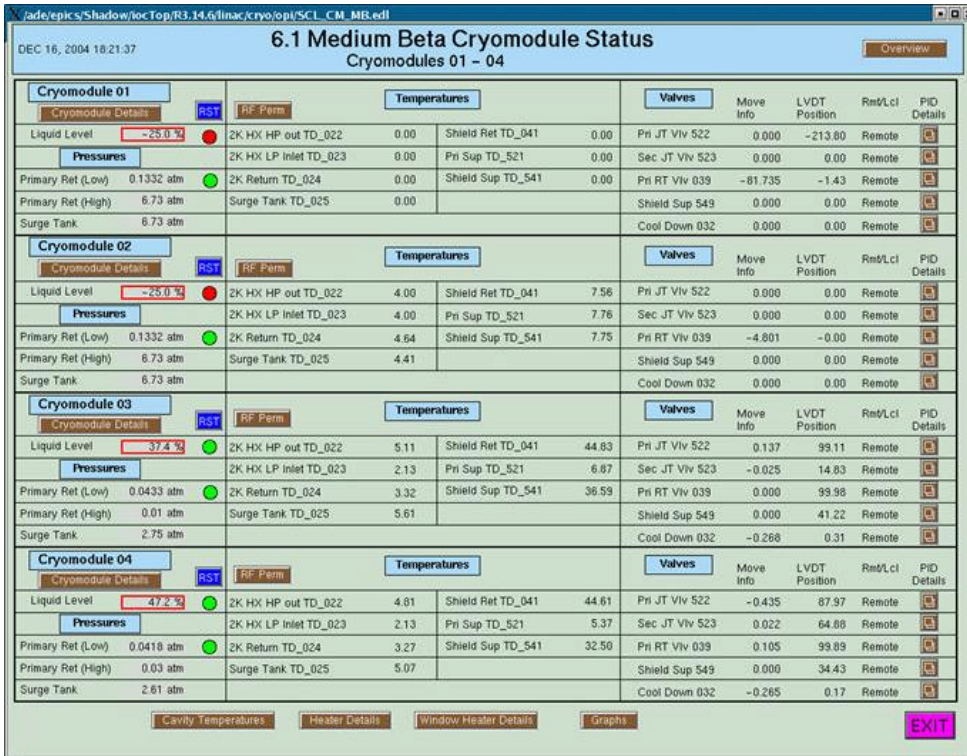 /ade/epics/Shadow/iocTop/R3.14.6/linac/cryo/opi/SCL_CM_MB.edl
DEC 16, 2004 18:21:37
6.1 Medium Beta Cryomodule Status
Cryomodules 01 - 04
Overview
Cryomodule 01 Temperatures Valves Move Info LVDT Position Rmt/Lcl PID Details
Cryomodule Details RST RF Perm
Liquid Level -25.0 % 2K HX HP out TD_022 0.00 Shield Ret TD_041 0.00 Pri JT Vlv 522 0.000 -213.80 Remote
Pressures 2K HX LP Inlet TD_023 0.00 Pri Sup TD_521 0.00 Sec JT Vlv 523 0.000 0.00 Remote
Primary Ret (Low) 0.1332 atm 2K Return TD_024 0.00 Shield Sup TD_541 0.00 Pri RT Vlv 039 -81.735 -1.43 Remote
Primary Ret (High) 6.73 atm Surge Tank TD_025 0.00 Shield Sup 549 0.000 0.00 Remote
Surge Tank 6.73 atm Cool Down 032 0.000 0.00 Remote
Cryomodule 02 Temperatures Valves Move Info LVDT Position Rmt/Lcl PID Details
Cryomodule Details RST RF Perm
Liquid Level -25.0 % 2K HX HP out TD_022 4.00 Shield Ret TD_041 7.56 Pri JT Vlv 522 0.000 0.00 Remote
Pressures 2K HX LP Inlet TD_023 4.00 Pri Sup TD_521 7.76 Sec JT Vlv 523 0.000 0.00 Remote
Primary Ret (Low) 0.1332 atm 2K Return TD_024 4.64 Shield Sup TD_541 7.75 Pri RT Vlv 039 -4.801 -0.00 Remote
Primary Ret (High) 6.73 atm Surge Tank TD_025 4.41 Shield Sup 549 0.000 0.00 Remote
Surge Tank 6.73 atm Cool Down 032 0.000 0.00 Remote
Cryomodule 03 Temperatures Valves Move Info LVDT Position Rmt/Lcl PID Details
Cryomodule Details RST RF Perm
Liquid Level 37.4 % 2K HX HP out TD_022 5.11 Shield Ret TD_041 44.83 Pri JT Vlv 522 0.137 99.11 Remote
Pressures 2K HX LP Inlet TD_023 2.13 Pri Sup TD_521 6.87 Sec JT Vlv 523 -0.025 14.83 Remote
Primary Ret (Low) 0.0433 atm 2K Return TD_024 3.32 Shield Sup TD_541 36.59 Pri RT Vlv 039 0.000 99.98 Remote
Primary Ret (High) 0.01 atm Surge Tank TD_025 5.61 Shield Sup 549 0.000 41.22 Remote
Surge Tank 2.75 atm Cool Down 032 -0.268 0.31 Remote
Cryomodule 04 Temperatures Valves Move Info LVDT Position Rmt/Lcl PID Details
Cryomodule Details RST RF Perm
Liquid Level 47.2 % 2K HX HP out TD_022 4.81 Shield Ret TD_041 44.61 Pri JT Vlv 522 -0.435 87.97 Remote
Pressures 2K HX LP Inlet TD_023 2.13 Pri Sup TD_521 5.37 Sec JT Vlv 523 0.022 64.88 Remote
Primary Ret (Low) 0.0418 atm 2K Return TD_024 3.27 Shield Sup TD_541 32.50 Pri RT Vlv 039 0.105 99.89 Remote
Primary Ret (High) 0.03 atm Surge Tank TD_025 5.07 Shield Sup 549 0.000 34.43 Remote
Surge Tank 2.61 atm Cool Down 032 -0.265 0.17 Remote
Cavity Temperatures Heater Details Window Heater Details Graphs EXIT